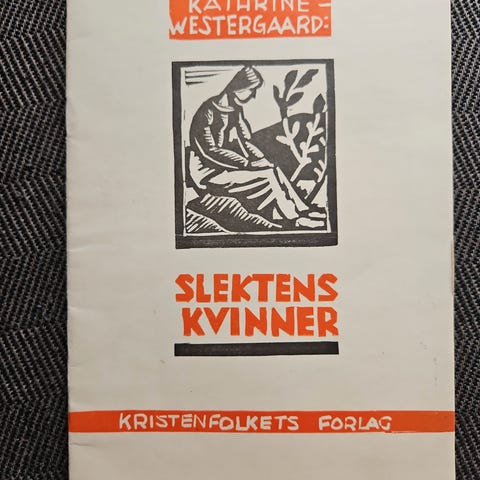 KATHRINE-
WESTERGAARD:
SLEKTENS
KVINNER
KRISTENFOLKETS FORLAG